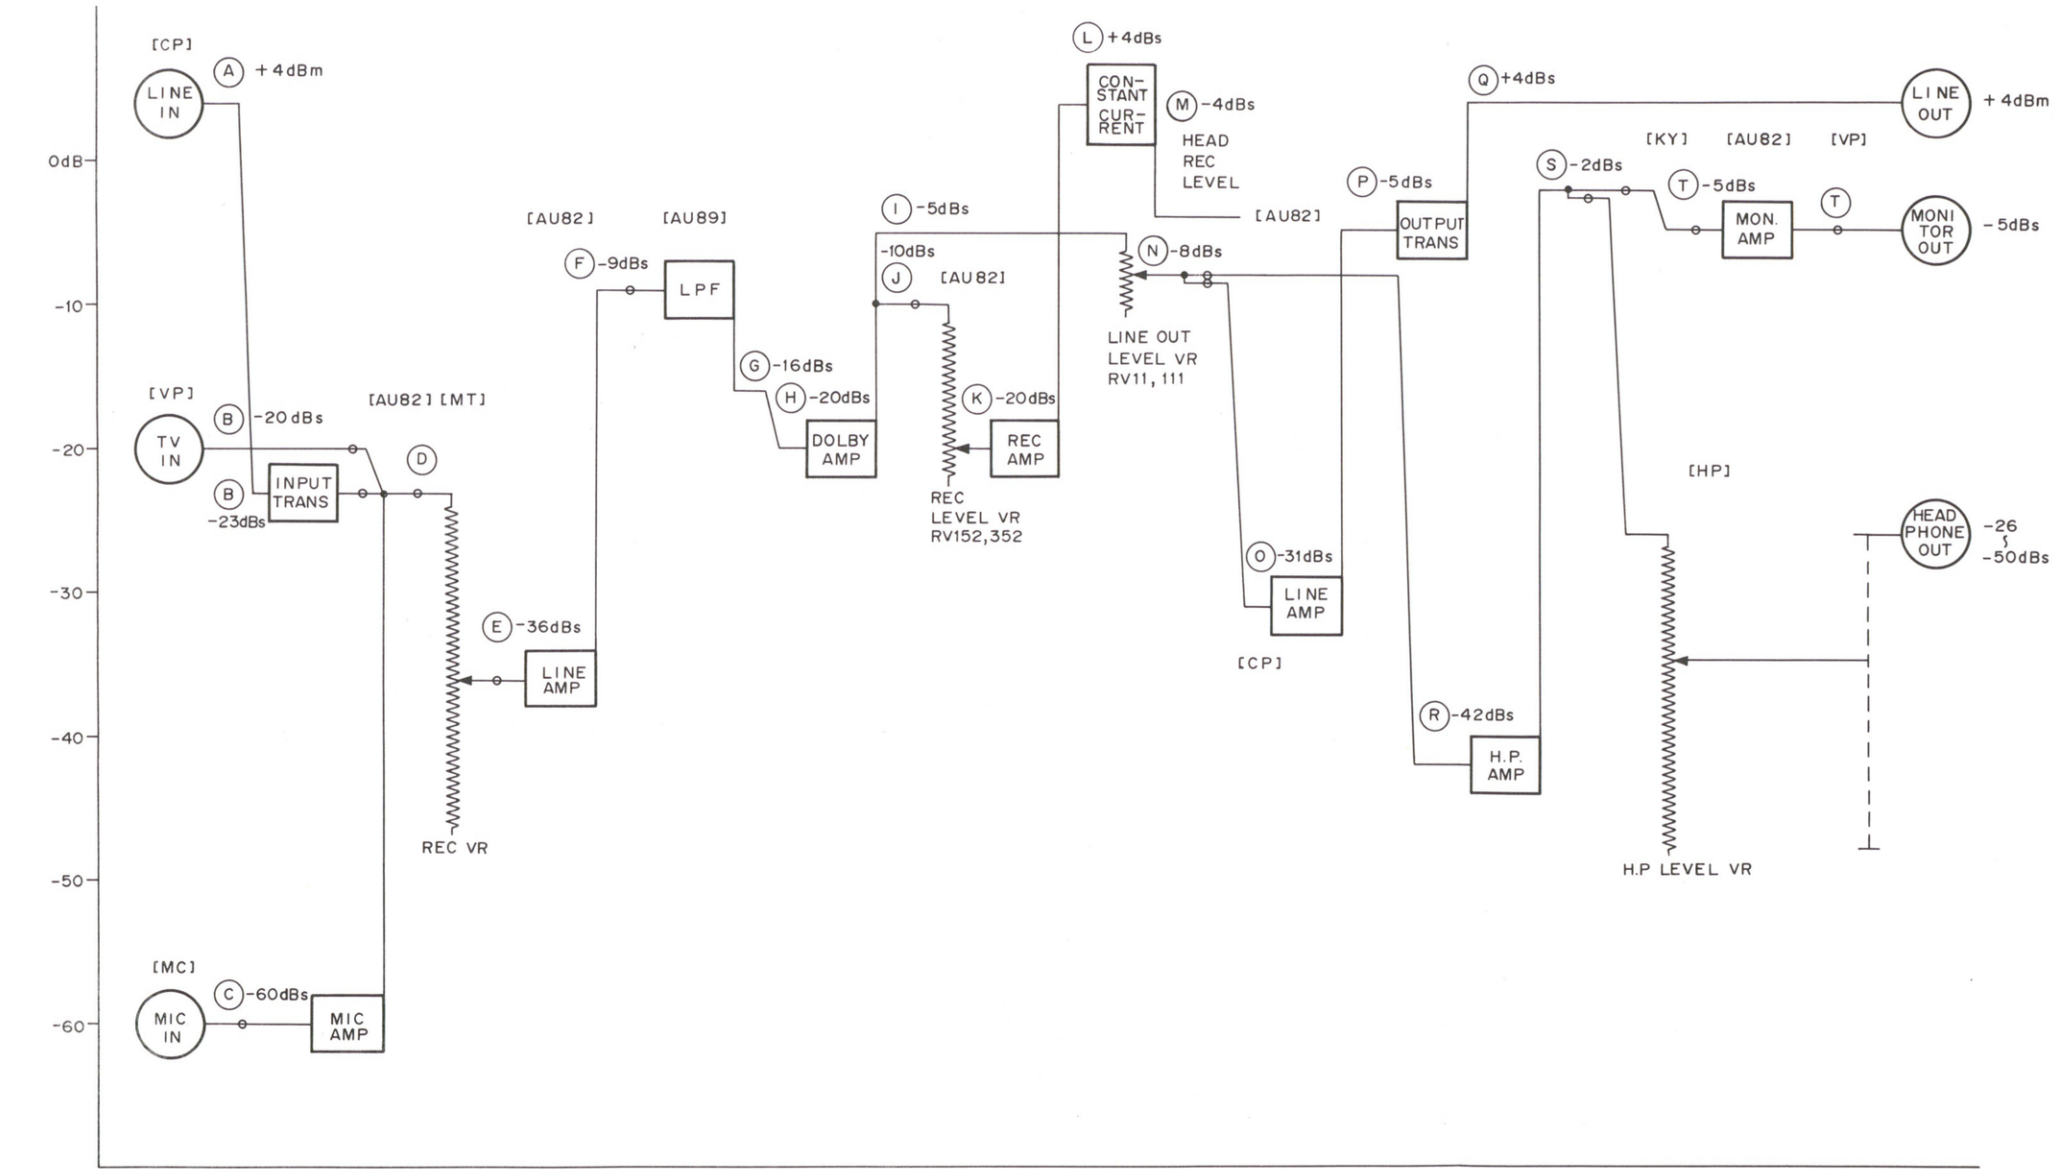 [CP]
A +4dBm
LINE
IN
0dB
-10
-20
-30
-40
-50
-60
[VP]
B -20dBs
TV
IN
B
-23dBs
INPUT
TRANS
[AU82] [MT]
D
REC VR
[MC]
C -60dBs
MIC
IN
MIC
AMP
E -36dBs
LINE
AMP
[AU82]
F -9dBs
[AU89]
LPF
G -16dBs
H -20dBs
DOLBY
AMP
I -5dBs
-10dBs
J
[AU82]
REC
LEVEL VR
RV152,352
K -20dBs
REC
AMP
L +4dBs
CON-
STANT
CUR-
RENT
M -4dBs
HEAD
REC
LEVEL
[AU82]
N -8dBs
LINE OUT
LEVEL VR
RV11, 111
O -31dBs
LINE
AMP
[CP]
P -5dBs
OUTPUT
TRANS
Q +4dBs
LINE
OUT
+4dBm
R -42dBs
H.P.
AMP
S -2dBs
[KY] [AU82] [VP]
T -5dBs
MON.
AMP
T
MONI
TOR
OUT
-5dBs
[HP]
H.P LEVEL VR
HEAD
PHONE
OUT
-26
~
-50dBs